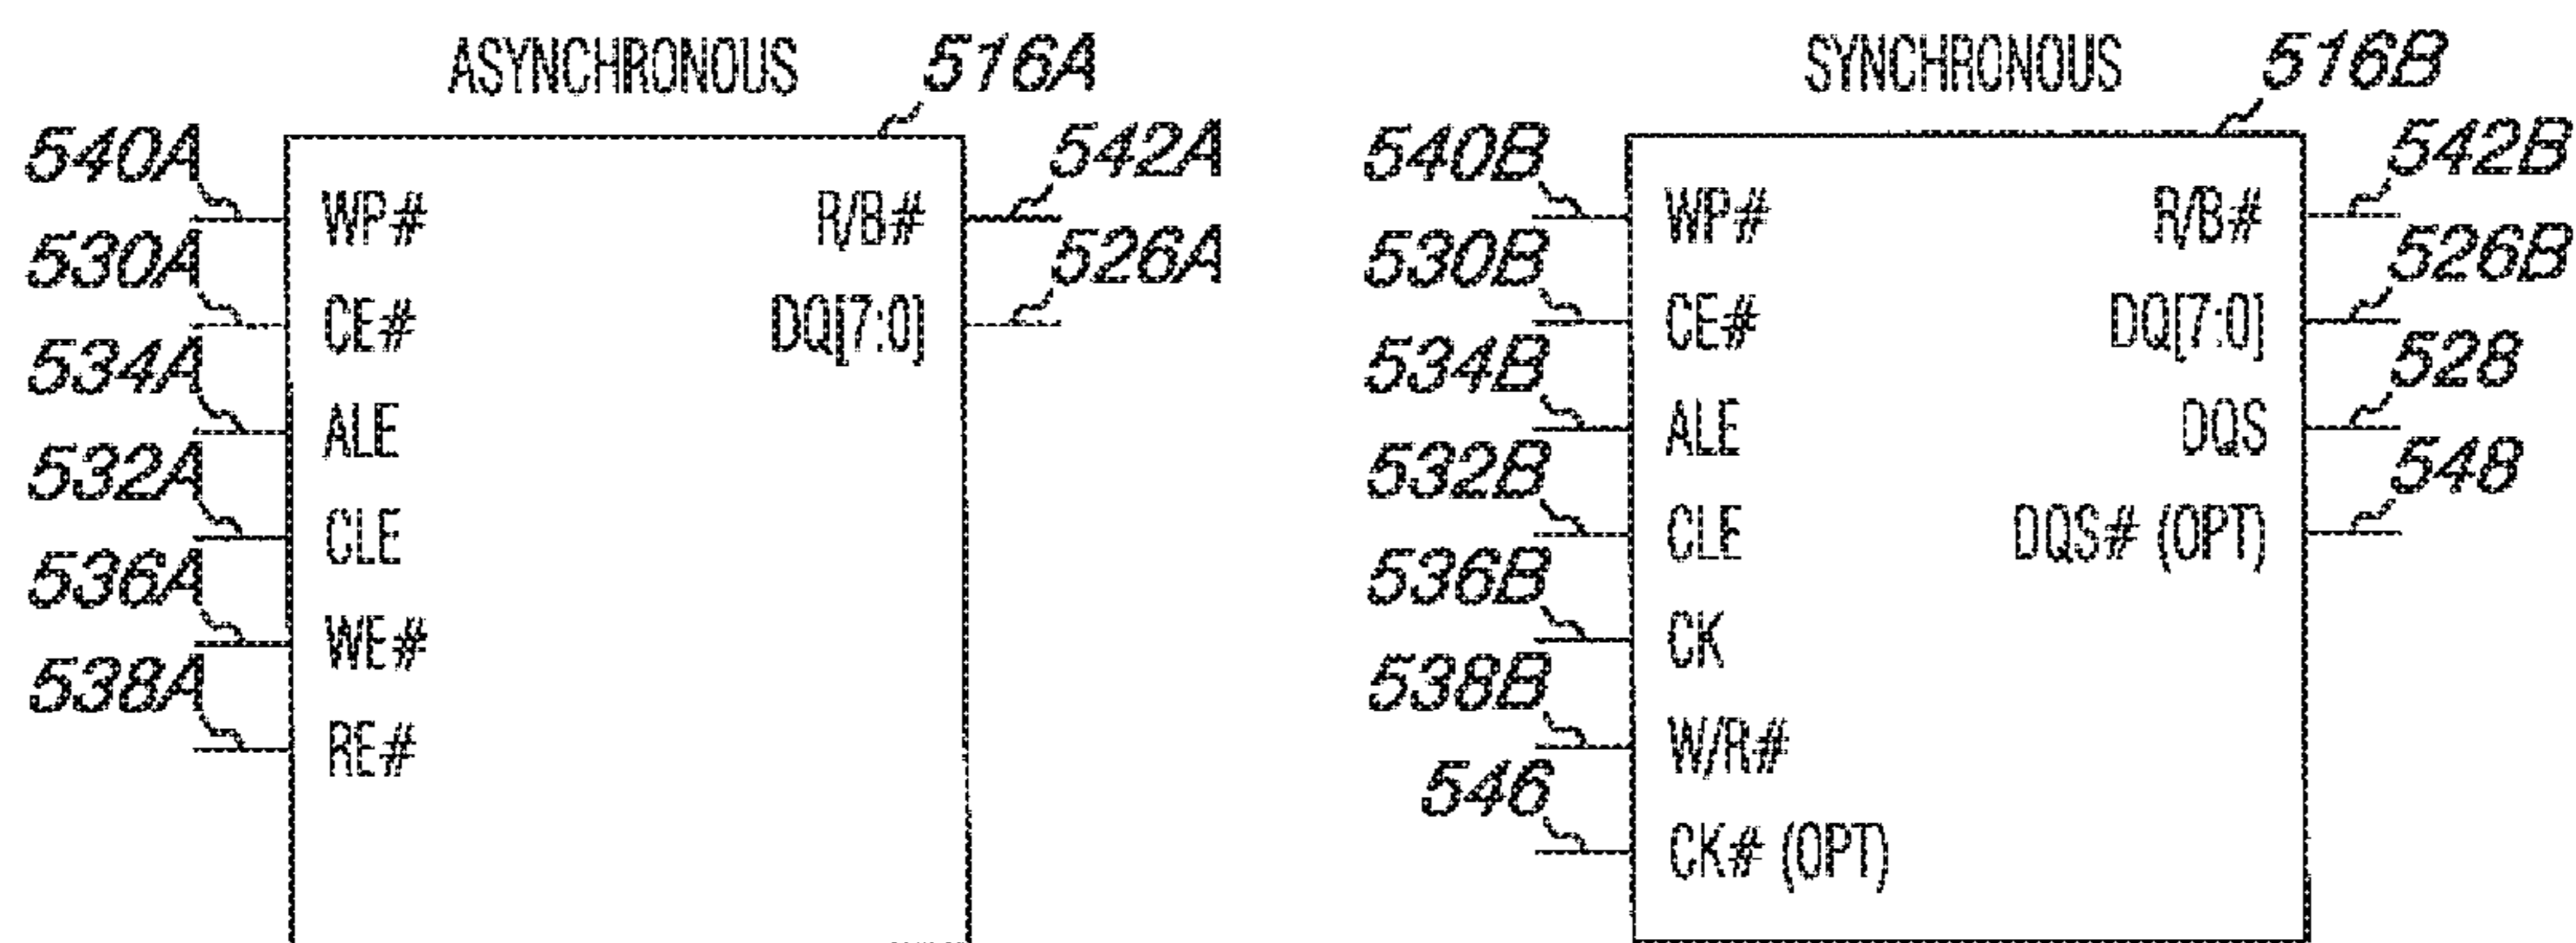 ASYNCHRONOUS 516A
540A WP# R/B# 542A
530A CE# DQ[7:0] 526A
534A ALE
532A CLE
536A WE#
538A RE#
SYNCHRONOUS 516B
540B WP# R/B# 542B
530B CE# DQ[7:0] 526B
534B ALE DQS 528
532B CLE DQS# (OPT) 548
536B CK
538B W/R#
546 CK# (OPT)